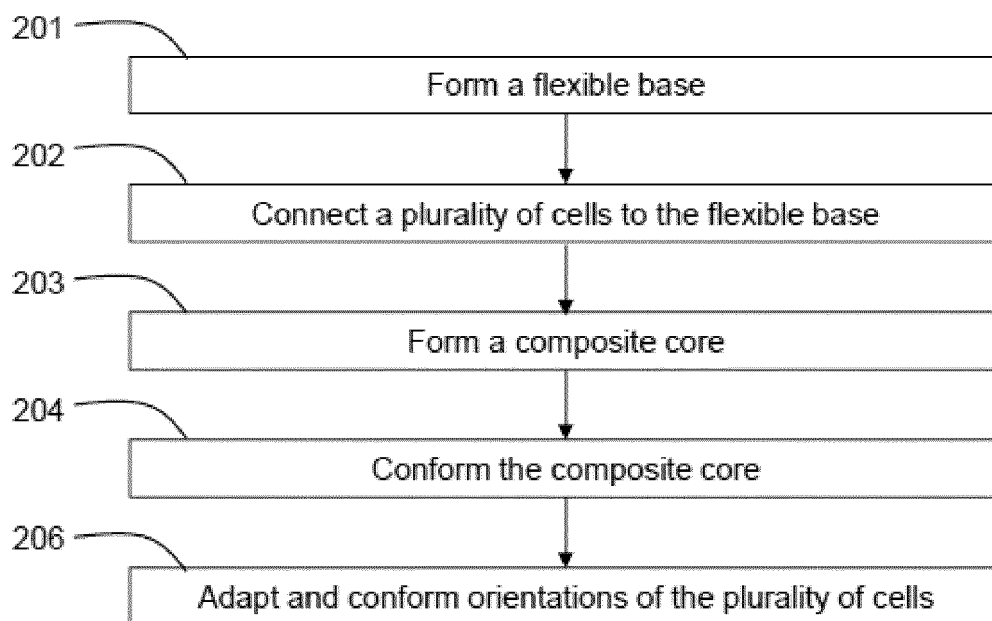 201
Form a flexible base
202
Connect a plurality of cells to the flexible base
203
Form a composite core
204
Conform the composite core
206
Adapt and conform orientations of the plurality of cells